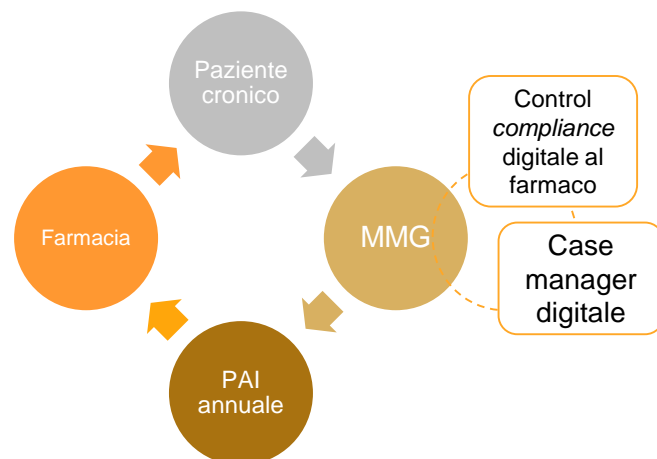 Paziente
cronico
Control
compliance
digitale al
farmaco
MMG
Case
manager
digitale
PAI
annuale
Farmacia